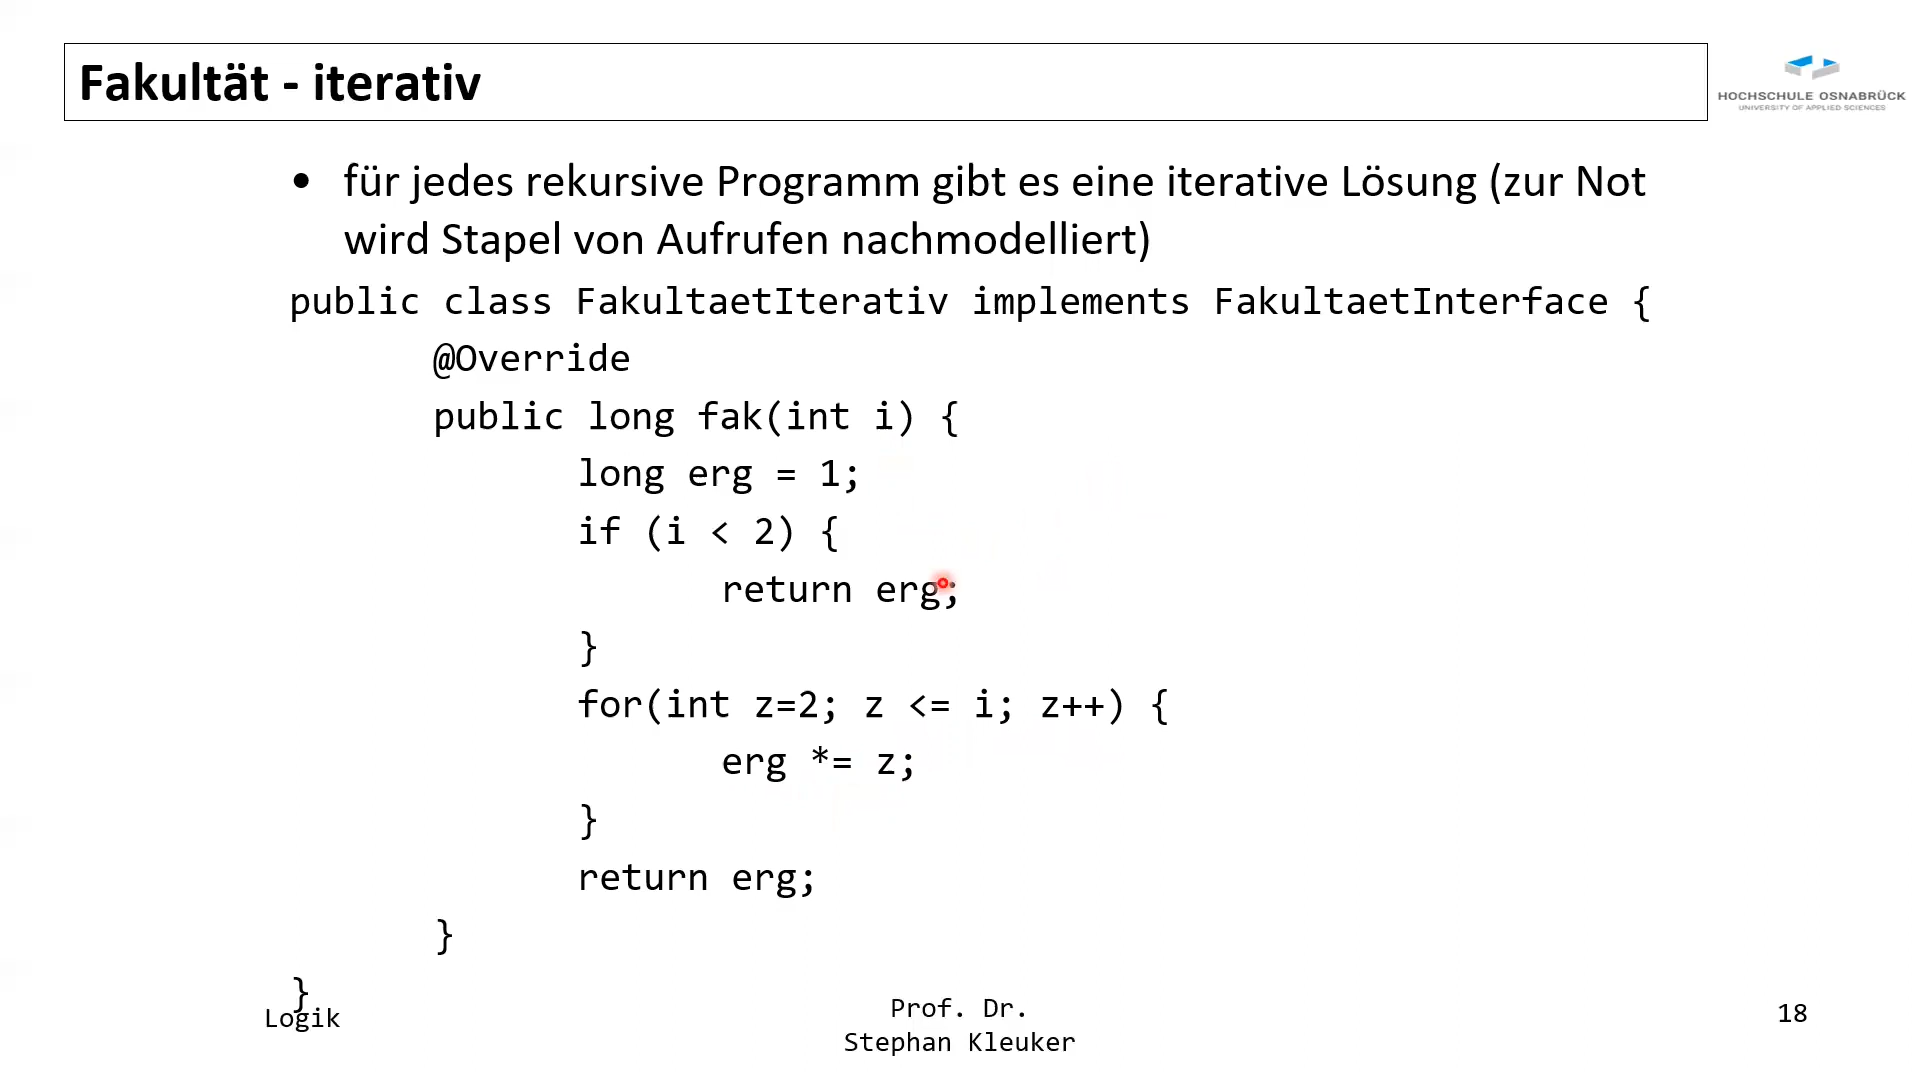 Fakultät - iterativ
HOCHSCHULE OSNABRÜCK
UNIVERSITY OF APPLIED SCIENCES
• für jedes rekursive Programm gibt es eine iterative Lösung (zur Not
wird Stapel von Aufrufen nachmodelliert)
public class FakultaetIterativ implements FakultaetInterface {
@Override
public long fak(int i) {
long erg = 1;
if (i < 2) {
return erg;
}
for(int z=2; z <= i; z++) {
erg *= z;
}
return erg;
}
}
Logik
Prof. Dr.
Stephan Kleuker
18